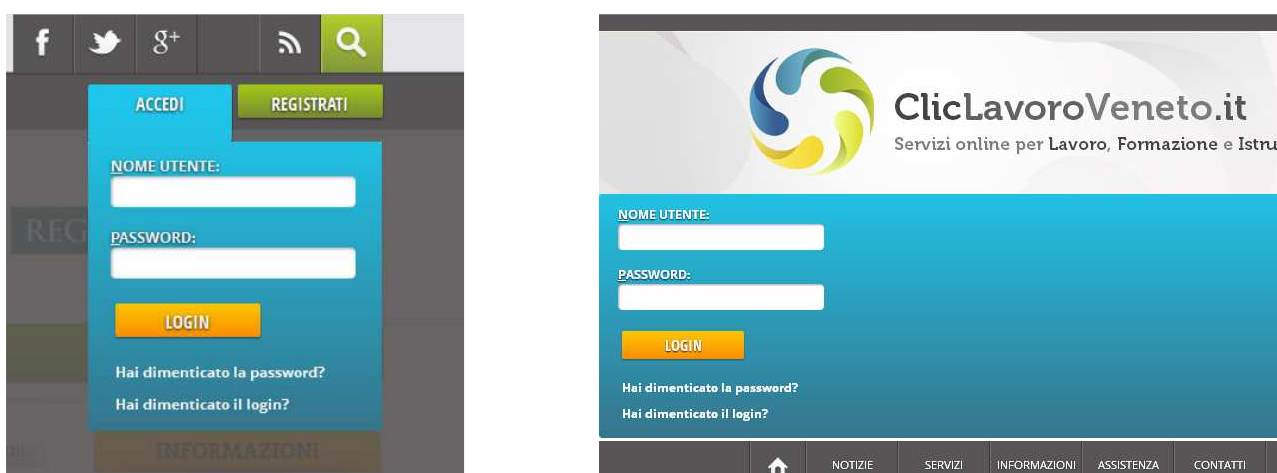 f
g+
ACCEDI
REGISTRATI
NOME UTENTE:
REG
PASSWORD:
LOGIN
Hai dimenticato la password?
Hai dimenticato il login?
INFORMAZIONI
ClicLavoroVeneto.it
Servizi online per Lavoro, Formazione e Istru
NOME UTENTE:
PASSWORD:
LOGIN
Hai dimenticato la password?
Hai dimenticato il login?
NOTIZIE SERVIZI INFORMAZIONI ASSISTENZA CONTATTI